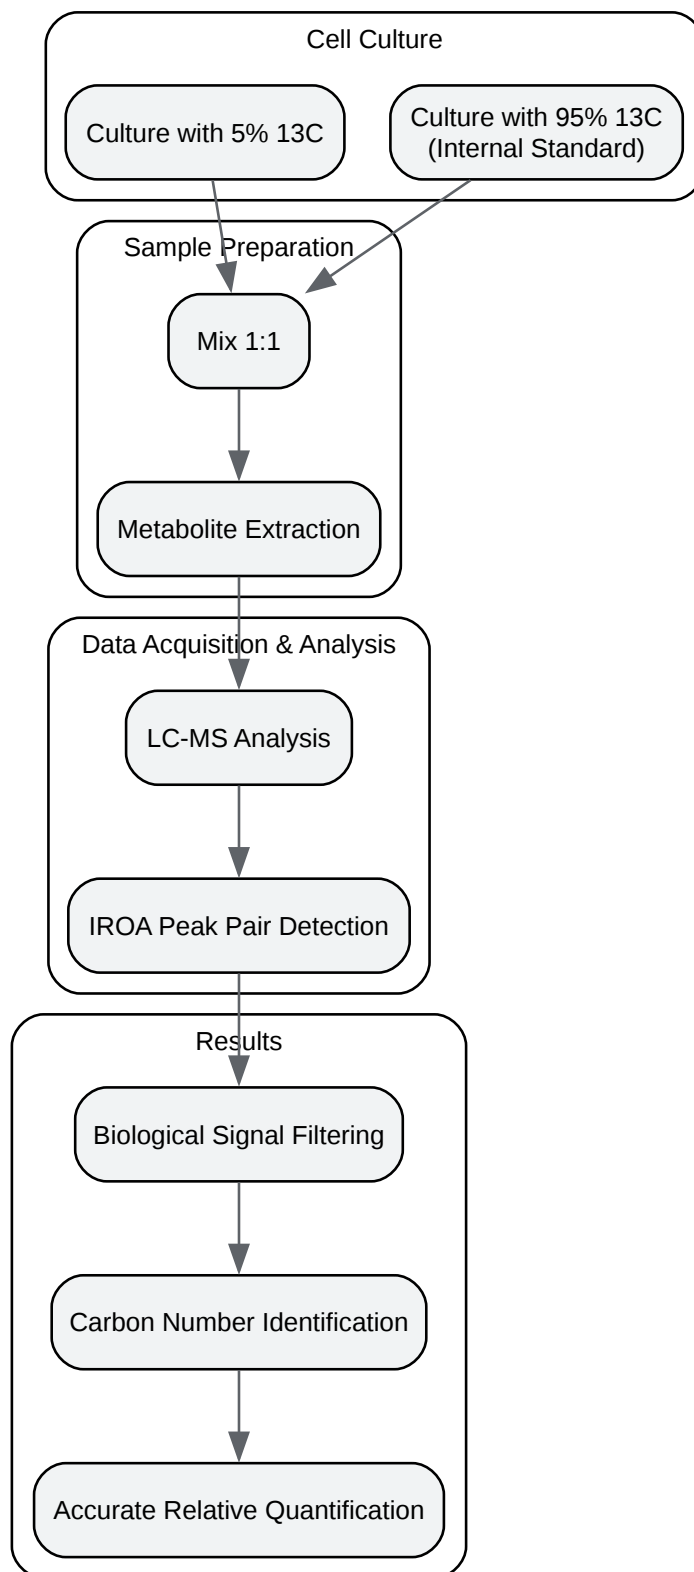 Cell Culture
Culture with 5% 13C
Culture with 95% 13C
(Internal Standard)
Sample Preparation
Mix 1:1
Metabolite Extraction
Data Acquisition & Analysis
LC-MS Analysis
IROA Peak Pair Detection
Results
Biological Signal Filtering
Carbon Number Identification
Accurate Relative Quantification